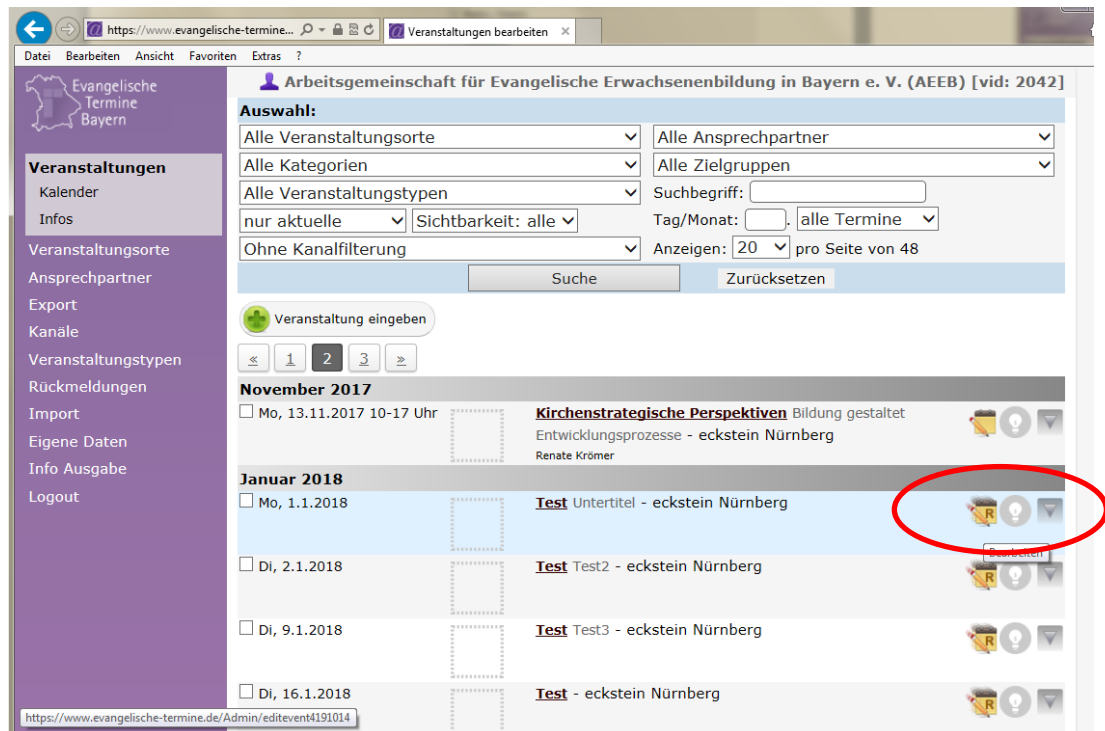 https://www.evangelische-termine...
Veranstaltungen bearbeiten
Datei Bearbeiten Ansicht Favoriten Extras ?
Evangelische
Termine
Bayern
Arbeitsgemeinschaft für Evangelische Erwachsenenbildung in Bayern e. V. (AEEB) [vid: 2042]
Auswahl:
Alle Veranstaltungsorte Alle Ansprechpartner
Alle Kategorien Alle Zielgruppen
Alle Veranstaltungstypen Suchbegriff:
nur aktuelle Sichtbarkeit: alle Tag/Monat: . alle Termine
Ohne Kanalfilterung Anzeigen: 20 pro Seite von 48
Suche Zurücksetzen
Veranstaltungen
Kalender
Infos
Veranstaltungsorte
Ansprechpartner
Export
Kanäle
Veranstaltungstypen
Rückmeldungen
Import
Eigene Daten
Info Ausgabe
Logout
Veranstaltung eingeben
« 1 2 3 »
November 2017
Mo, 13.11.2017 10-17 Uhr Kirchenstrategische Perspektiven Bildung gestaltet
Entwicklungsprozesse - eckstein Nürnberg
Renate Krömer
Januar 2018
Mo, 1.1.2018 Test Untertitel - eckstein Nürnberg R
Bearbeiten
Di, 2.1.2018 Test Test2 - eckstein Nürnberg R
Di, 9.1.2018 Test Test3 - eckstein Nürnberg R
Di, 16.1.2018 Test - eckstein Nürnberg R
https://www.evangelische-termine.de/Admin/editevent4191014